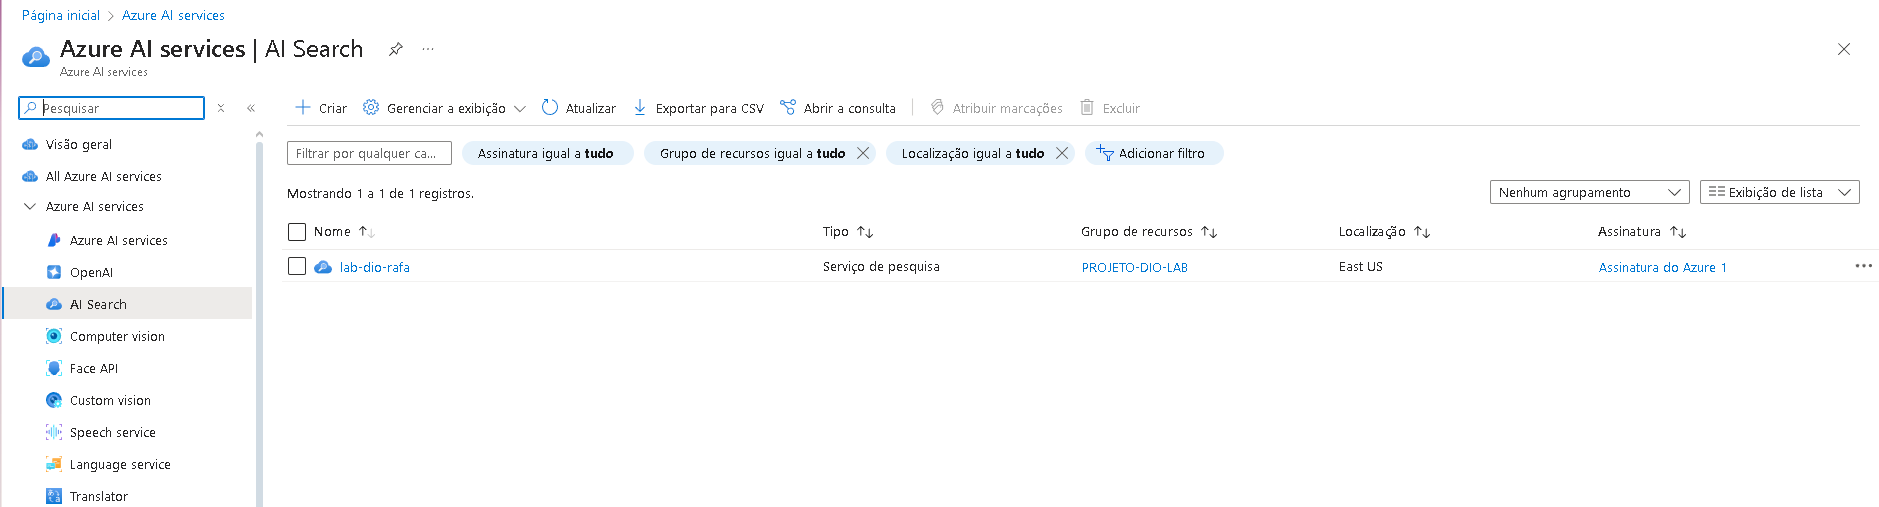 Página inicial > Azure AI services
Azure AI services | AI Search
Azure AI services
Pesquisar
Visão geral
All Azure AI services
Azure AI services
Azure AI services
OpenAI
AI Search
Computer vision
Face API
Custom vision
Speech service
Language service
Translator
Criar Gerenciar a exibição Atualizar Exportar para CSV Abrir a consulta Atribuir marcações Excluir
Filtrar por qualquer ca... Assinatura igual a tudo Grupo de recursos igual a tudo Localização igual a tudo Adicionar filtro
Mostrando 1 a 1 de 1 registros. Nenhum agrupamento Exibição de lista
Nome Tipo Grupo de recursos Localização Assinatura
lab-dio-rafa Serviço de pesquisa PROJETO-DIO-LAB East US Assinatura do Azure 1